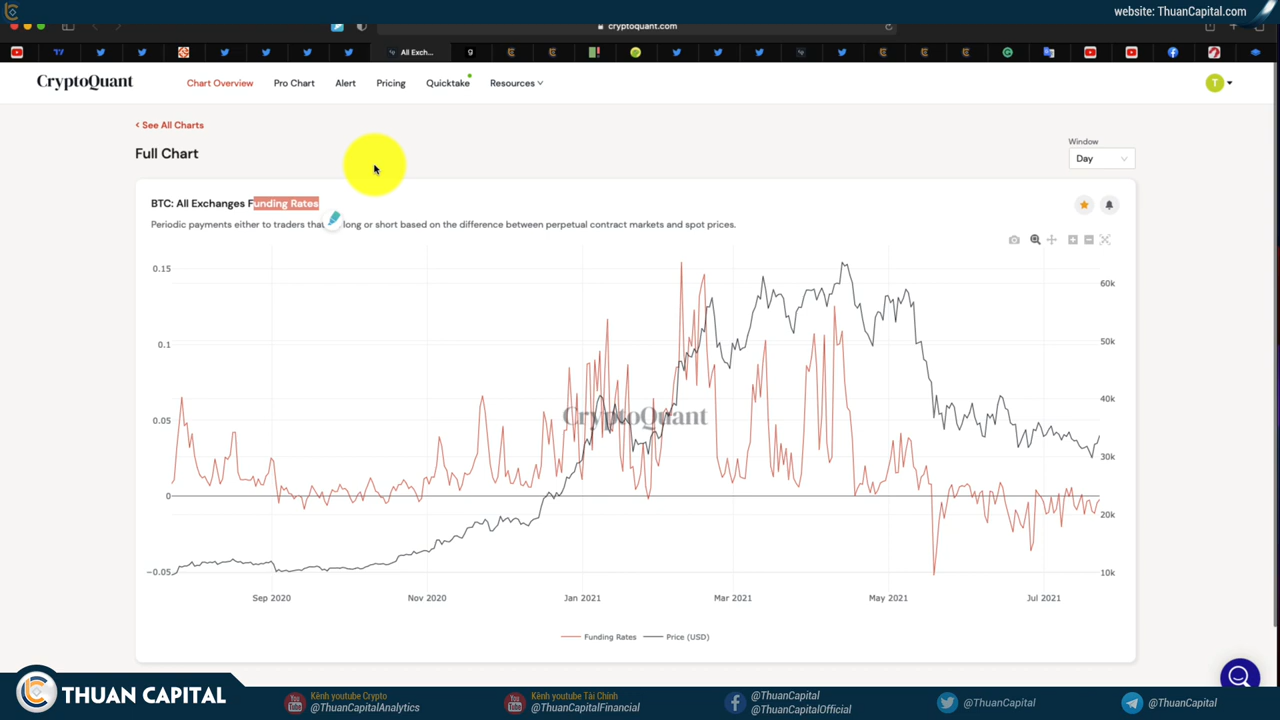 website: ThuanCapital.com
cryptoquant.com
All Exch...
CryptoQuant
Chart Overview
Pro Chart
Alert
Pricing
Quicktake
Resources
T
< See All Charts
Full Chart
Window
Day
BTC: All Exchanges Funding Rates
Periodic payments either to traders that long or short based on the difference between perpetual contract markets and spot prices.
0.15
0.1
0.05
0
−0.05
60k
50k
40k
30k
20k
10k
CryptoQuant
Sep 2020
Nov 2020
Jan 2021
Mar 2021
May 2021
Jul 2021
Funding Rates
Price (USD)
THUAN CAPITAL
Kênh youtube Crypto
@ThuanCapitalAnalytics
Kênh youtube Tài Chính
@ThuanCapitalFinancial
@ThuanCapital
@ThuanCapitalOfficial
@ThuanCapital
@ThuanCapital